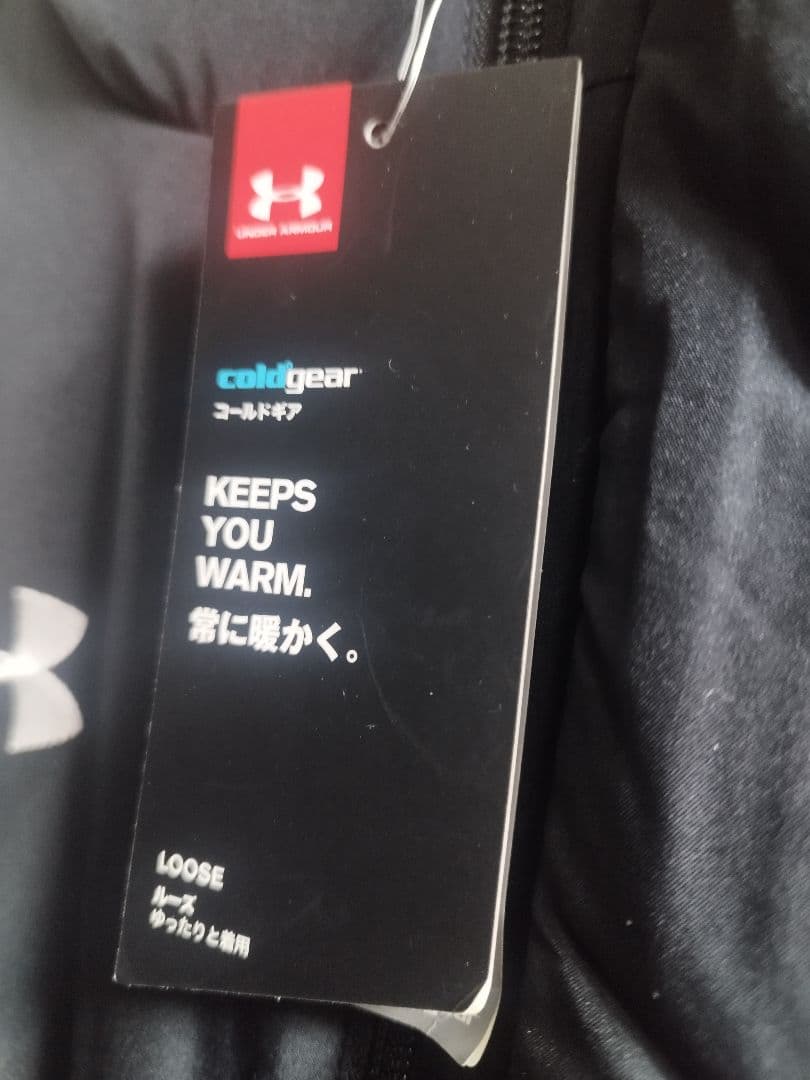 UNDER ARMOUR
coldgear
コールドギア
KEEPS
YOU
WARM.
常に暖かく。
LOOSE
ルーズ
ゆったりと着用